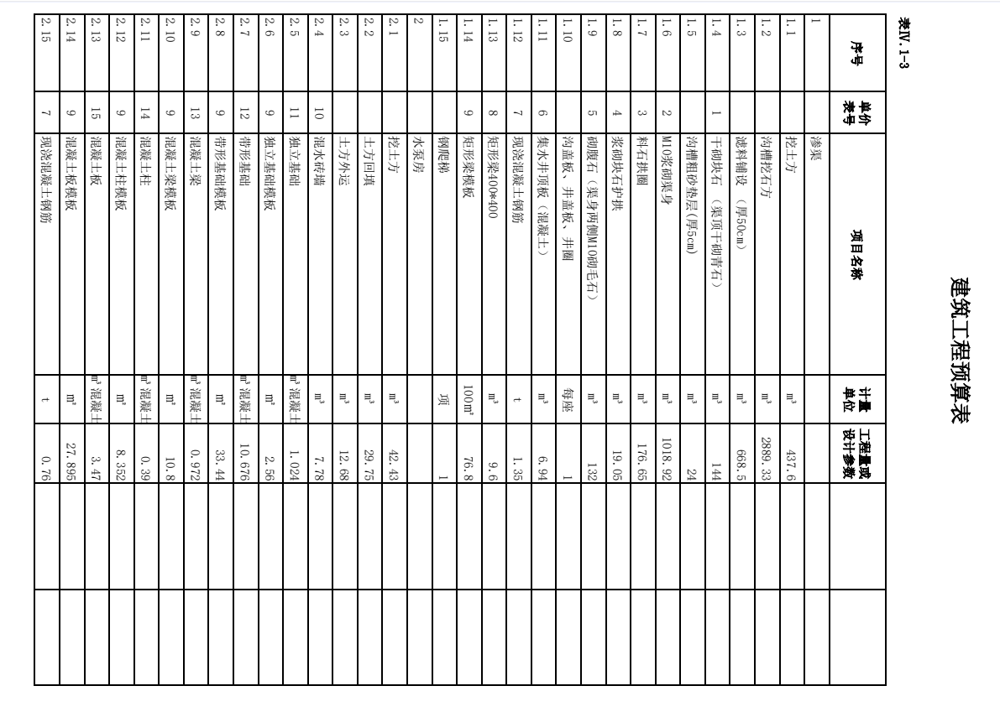 建筑工程预算表
表Ⅳ.1-3
序号 单价表号 项目名称 计量单位 工程量或设计参数
1 渗渠
1.1 挖土方 m³ 437.6
1.2 沟槽挖石方 m³ 2889.33
1.3 滤料铺设 （厚50cm） m³ 668.5
1.4 1 干砌块石 （渠顶干砌青石） m³ 144
1.5 沟槽粗砂垫层(厚5cm) m³ 24
1.6 2 M10浆砌渠身 m³ 1018.92
1.7 3 料石拱圈 m³ 176.65
1.8 4 浆砌块石护拱 m³ 19.05
1.9 5 砌腹石（渠身两侧M10砌毛石） m³ 132
1.10 沟盖板、井盖板、井圈 每座 1
1.11 6 集水井顶板（混凝土） m³ 6.94
1.12 7 现浇混凝土钢筋 t 1.35
1.13 8 矩形梁400*400 m³ 9.6
1.14 9 矩形梁模板 100m² 76.8
1.15 钢爬梯 项 1
2 水泵房
2.1 挖土方 m³ 42.43
2.2 土方回填 m³ 29.75
2.3 土方外运 m³ 12.68
2.4 10 混水砖墙 m³ 7.78
2.5 11 独立基础 m³混凝土 1.024
2.6 9 独立基础模板 m² 2.56
2.7 12 带形基础 m³混凝土 10.676
2.8 9 带形基础模板 m² 33.44
2.9 13 混凝土梁 m³混凝土 0.972
2.10 9 混凝土梁模板 m² 10.8
2.11 14 混凝土柱 m³混凝土 0.39
2.12 9 混凝土柱模板 m² 8.352
2.13 15 混凝土板 m³混凝土 3.47
2.14 9 混凝土板模板 m² 27.895
2.15 7 现浇混凝土钢筋 t 0.76